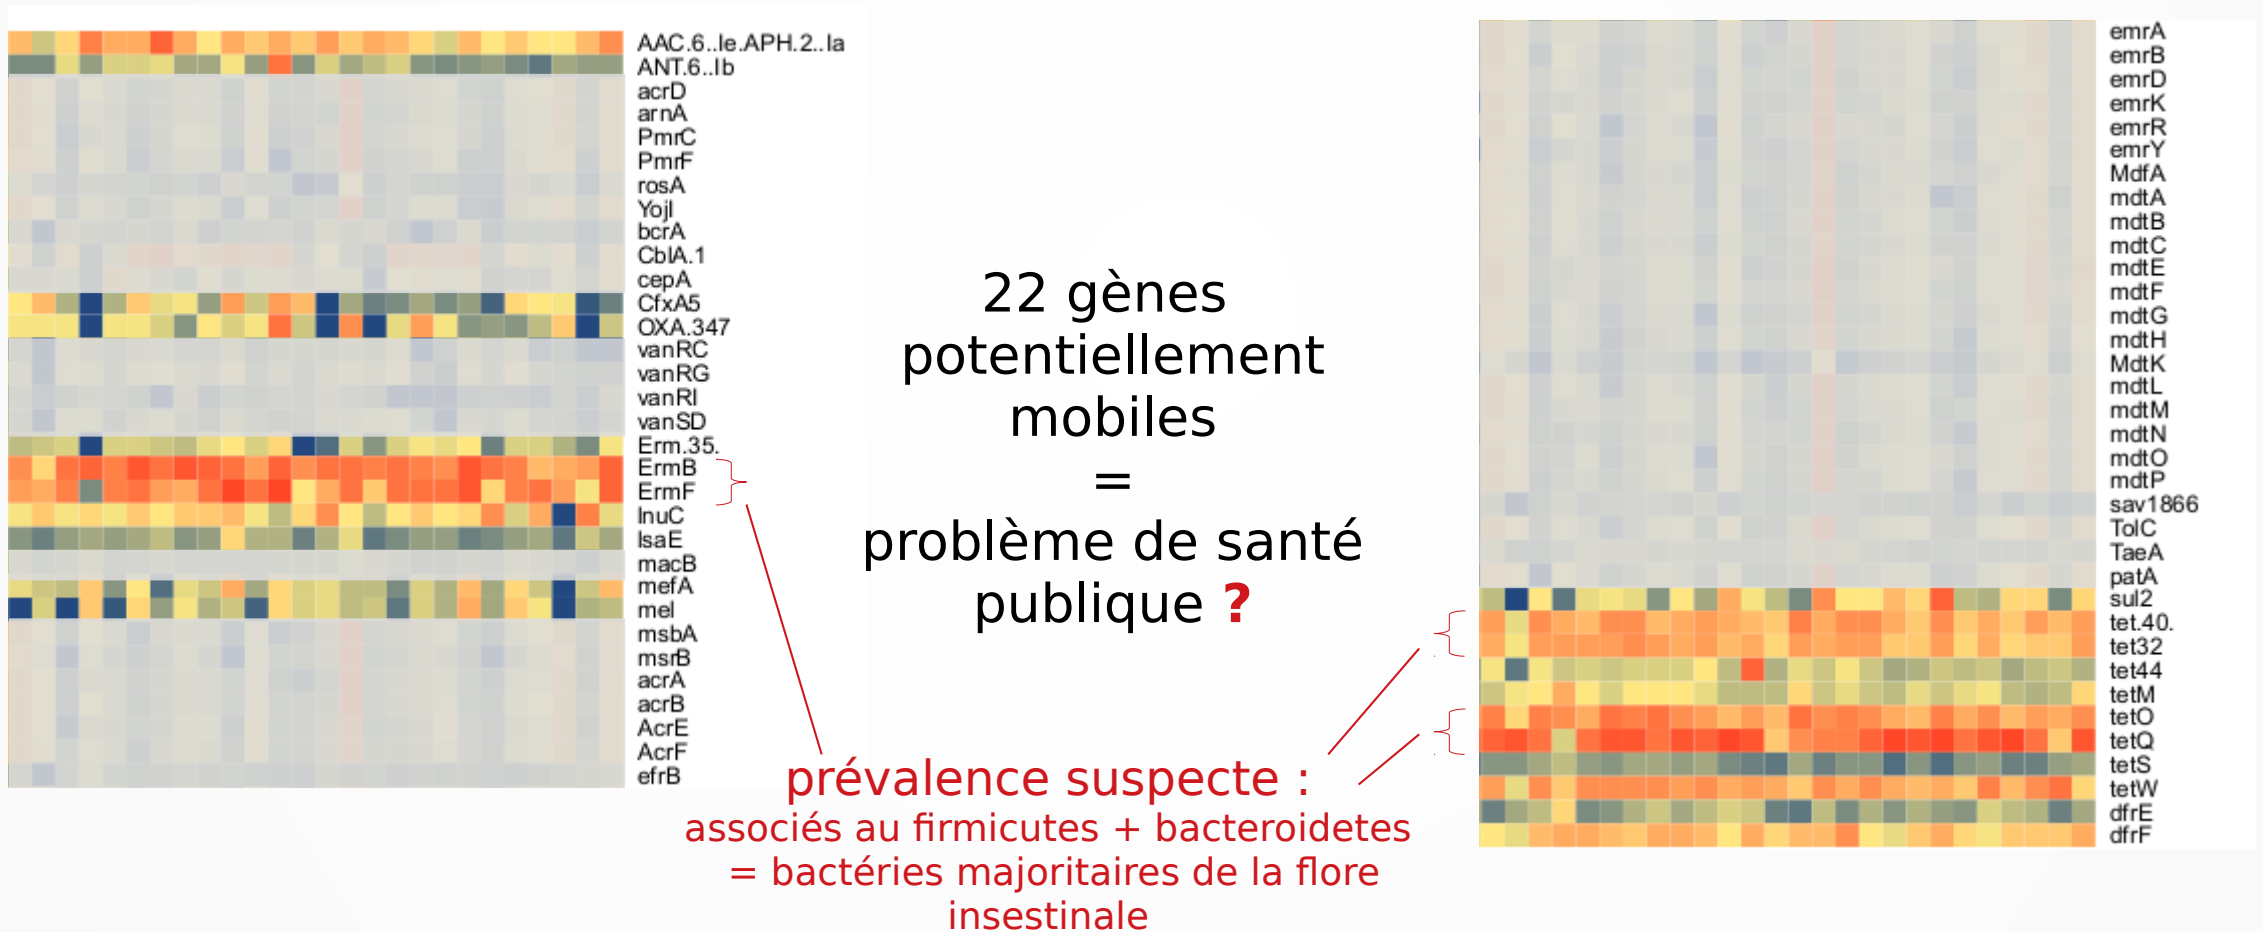 AAC.6..Ie.APH.2..Ia
ANT.6..Ib
acrD
arnA
PmrC
PmrF
rosA
YojI
bcrA
CblA.1
cepA
CfxA5
OXA.347
vanRC
vanRG
vanRI
vanSD
Erm.35.
ErmB
ErmF
lnuC
lsaE
macB
mefA
mel
msbA
msrB
acrA
acrB
AcrE
AcrF
efrB
22 gènes
potentiellement
mobiles
=
problème de santé
publique ?
prévalence suspecte :
associés au firmicutes + bacteroidetes
= bactéries majoritaires de la flore
insestinale
emrA
emrB
emrD
emrK
emrR
emrY
MdfA
mdtA
mdtB
mdtC
mdtE
mdtF
mdtG
mdtH
MdtK
mdtL
mdtM
mdtN
mdtO
mdtP
sav1866
TolC
TaeA
patA
sul2
tet.40.
tet32
tet44
tetM
tetO
tetQ
tetS
tetW
dfrE
dfrF